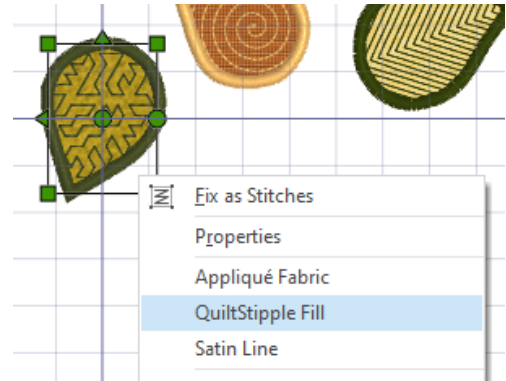 Fix as Stitches
Properties
Appliqué Fabric
QuiltStipple Fill
Satin Line